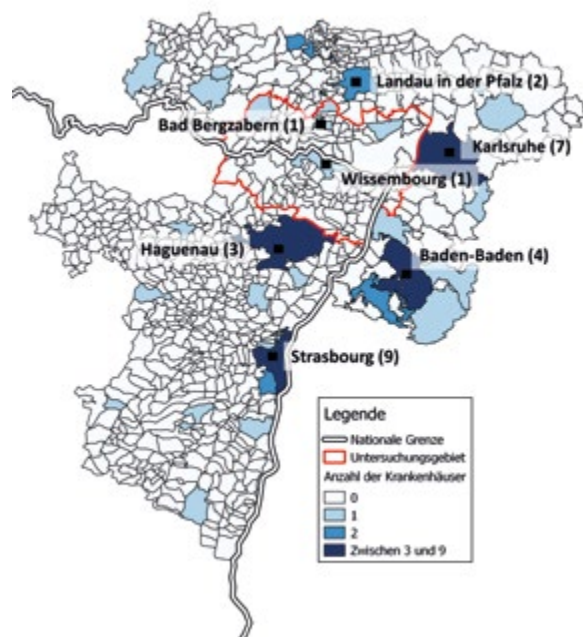 Landau in der Pfalz (2)
Bad Bergzabern (1)
Karlsruhe (7)
Wissembourg (1)
Haguenau (3)
Baden-Baden (4)
Strasbourg (9)
Legende
Nationale Grenze
Untersuchungsgebiet
Anzahl der Krankenhäuser
0
1
2
Zwischen 3 und 9